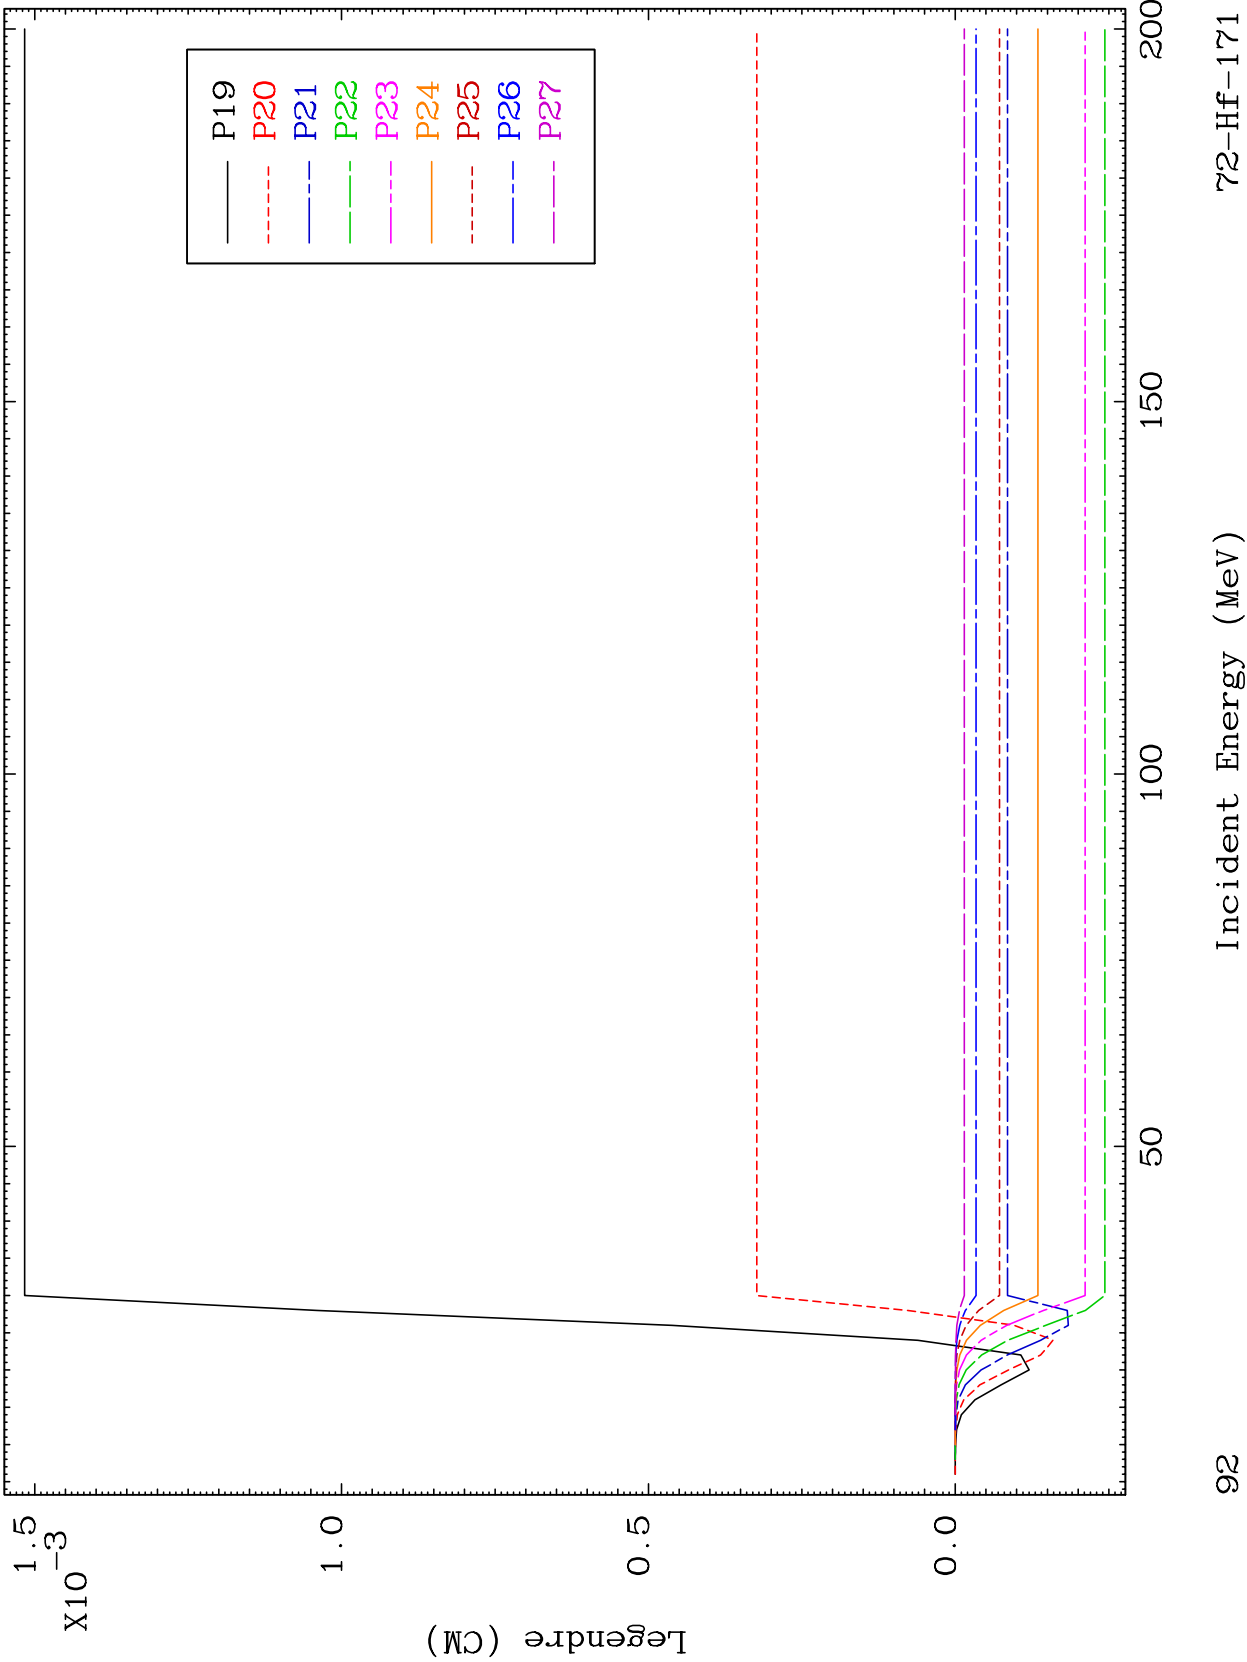 1.5
X10⁻³
1.0
0.5
0.0
Legendre (CM)
P19
P20
P21
P22
P23
P24
P25
P26
P27
50
100
150
200
Incident Energy (MeV)
92
72-Hf-171